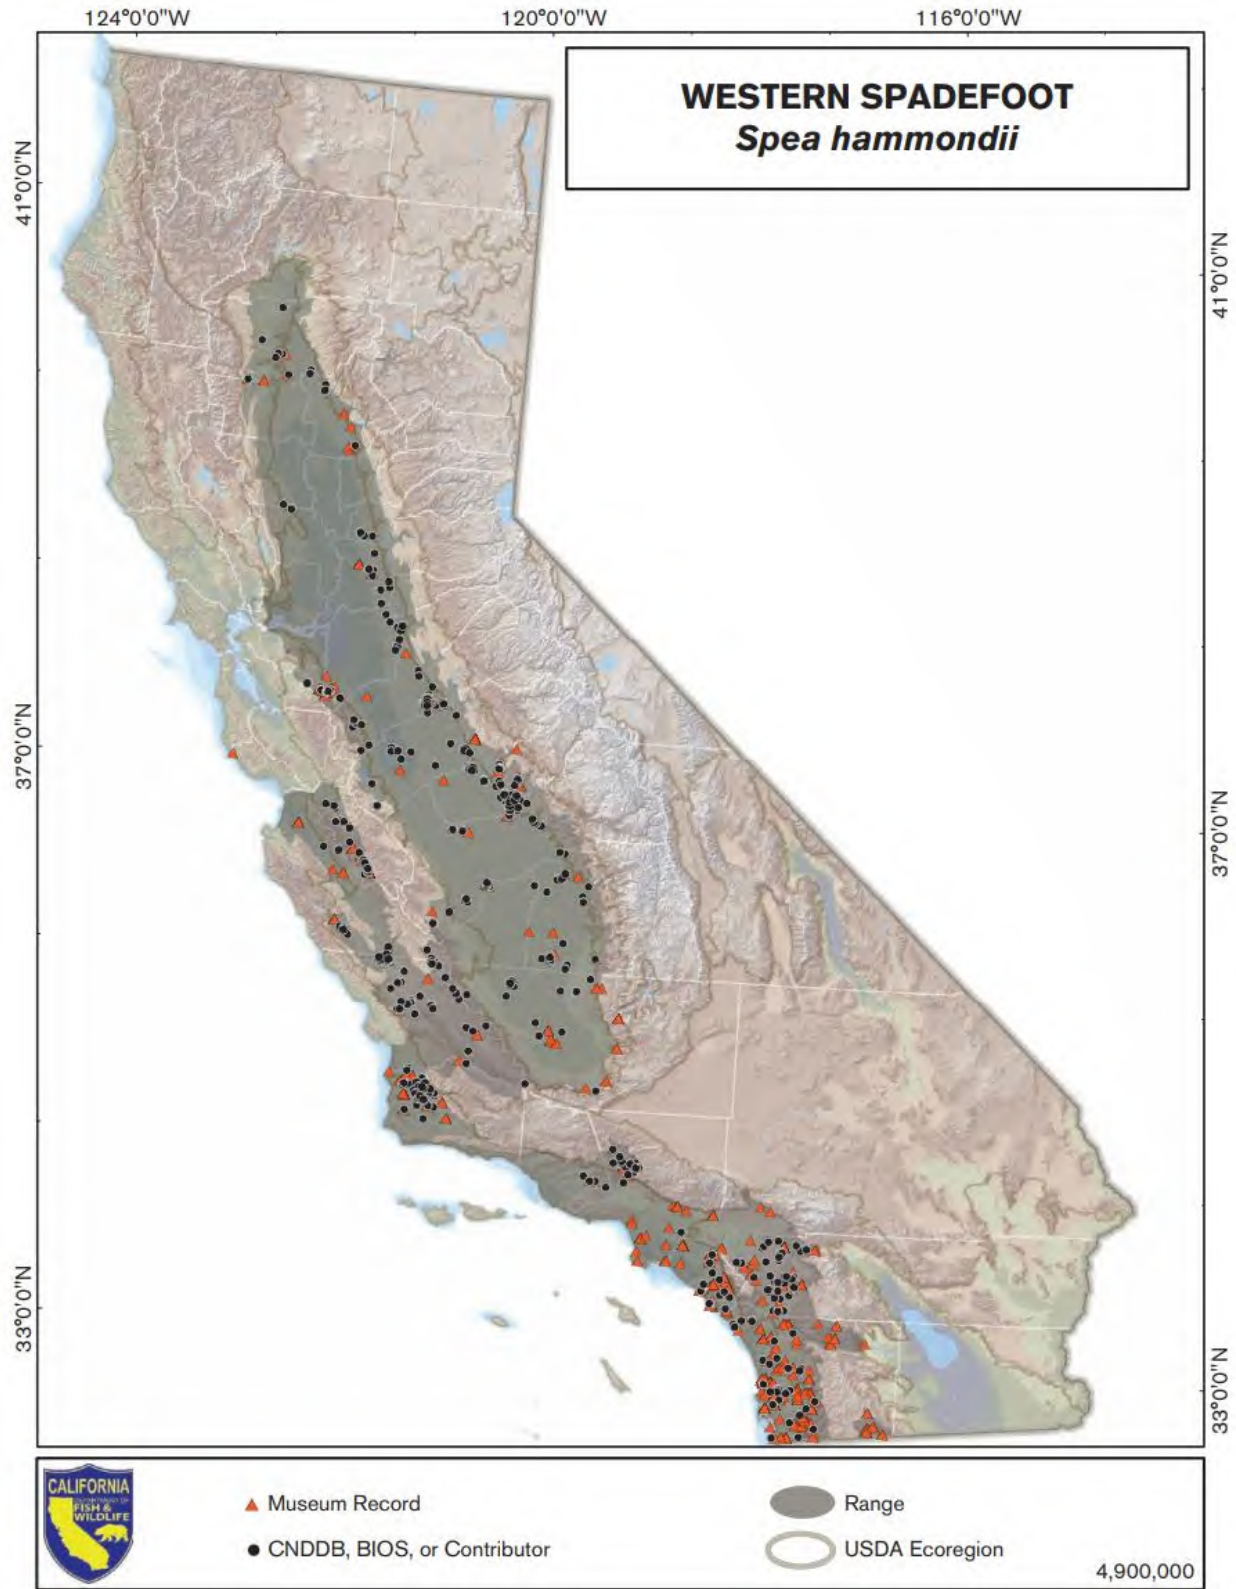 124°0'0"W 120°0'0"W 116°0'0"W
WESTERN SPADEFOOT
Spea hammondii
41°0'0"N
41°0'0"N
37°0'0"N
37°0'0"N
33°0'0"N
33°0'0"N
CALIFORNIA
DEPARTMENT OF
FISH &
WILDLIFE
Museum Record
CNDDB, BIOS, or Contributor
Range
USDA Ecoregion
4,900,000